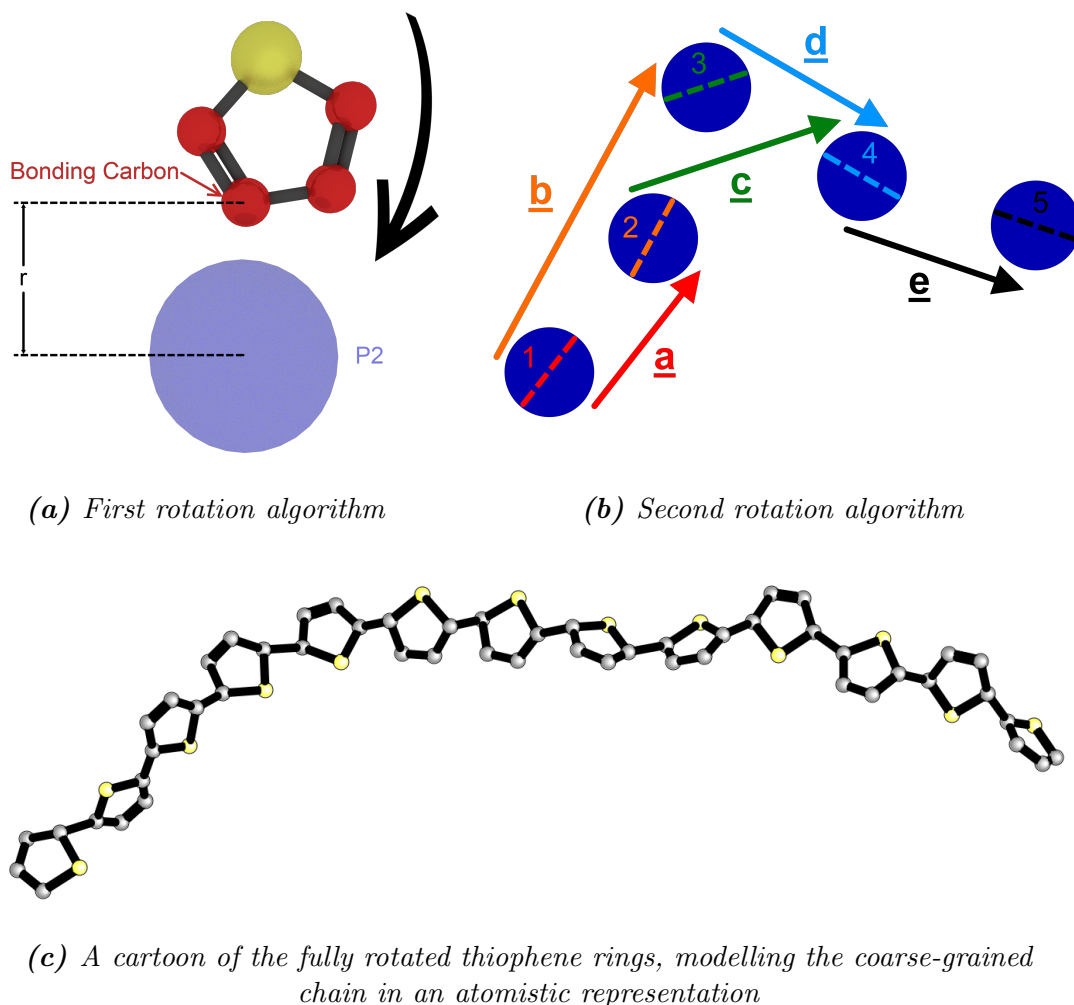 Bonding Carbon
r
P2
(a) First rotation algorithm
3
d
b
c
4
2
5
e
1
a
(b) Second rotation algorithm
(c) A cartoon of the fully rotated thiophene rings, modelling the coarse-grained
chain in an atomistic representation